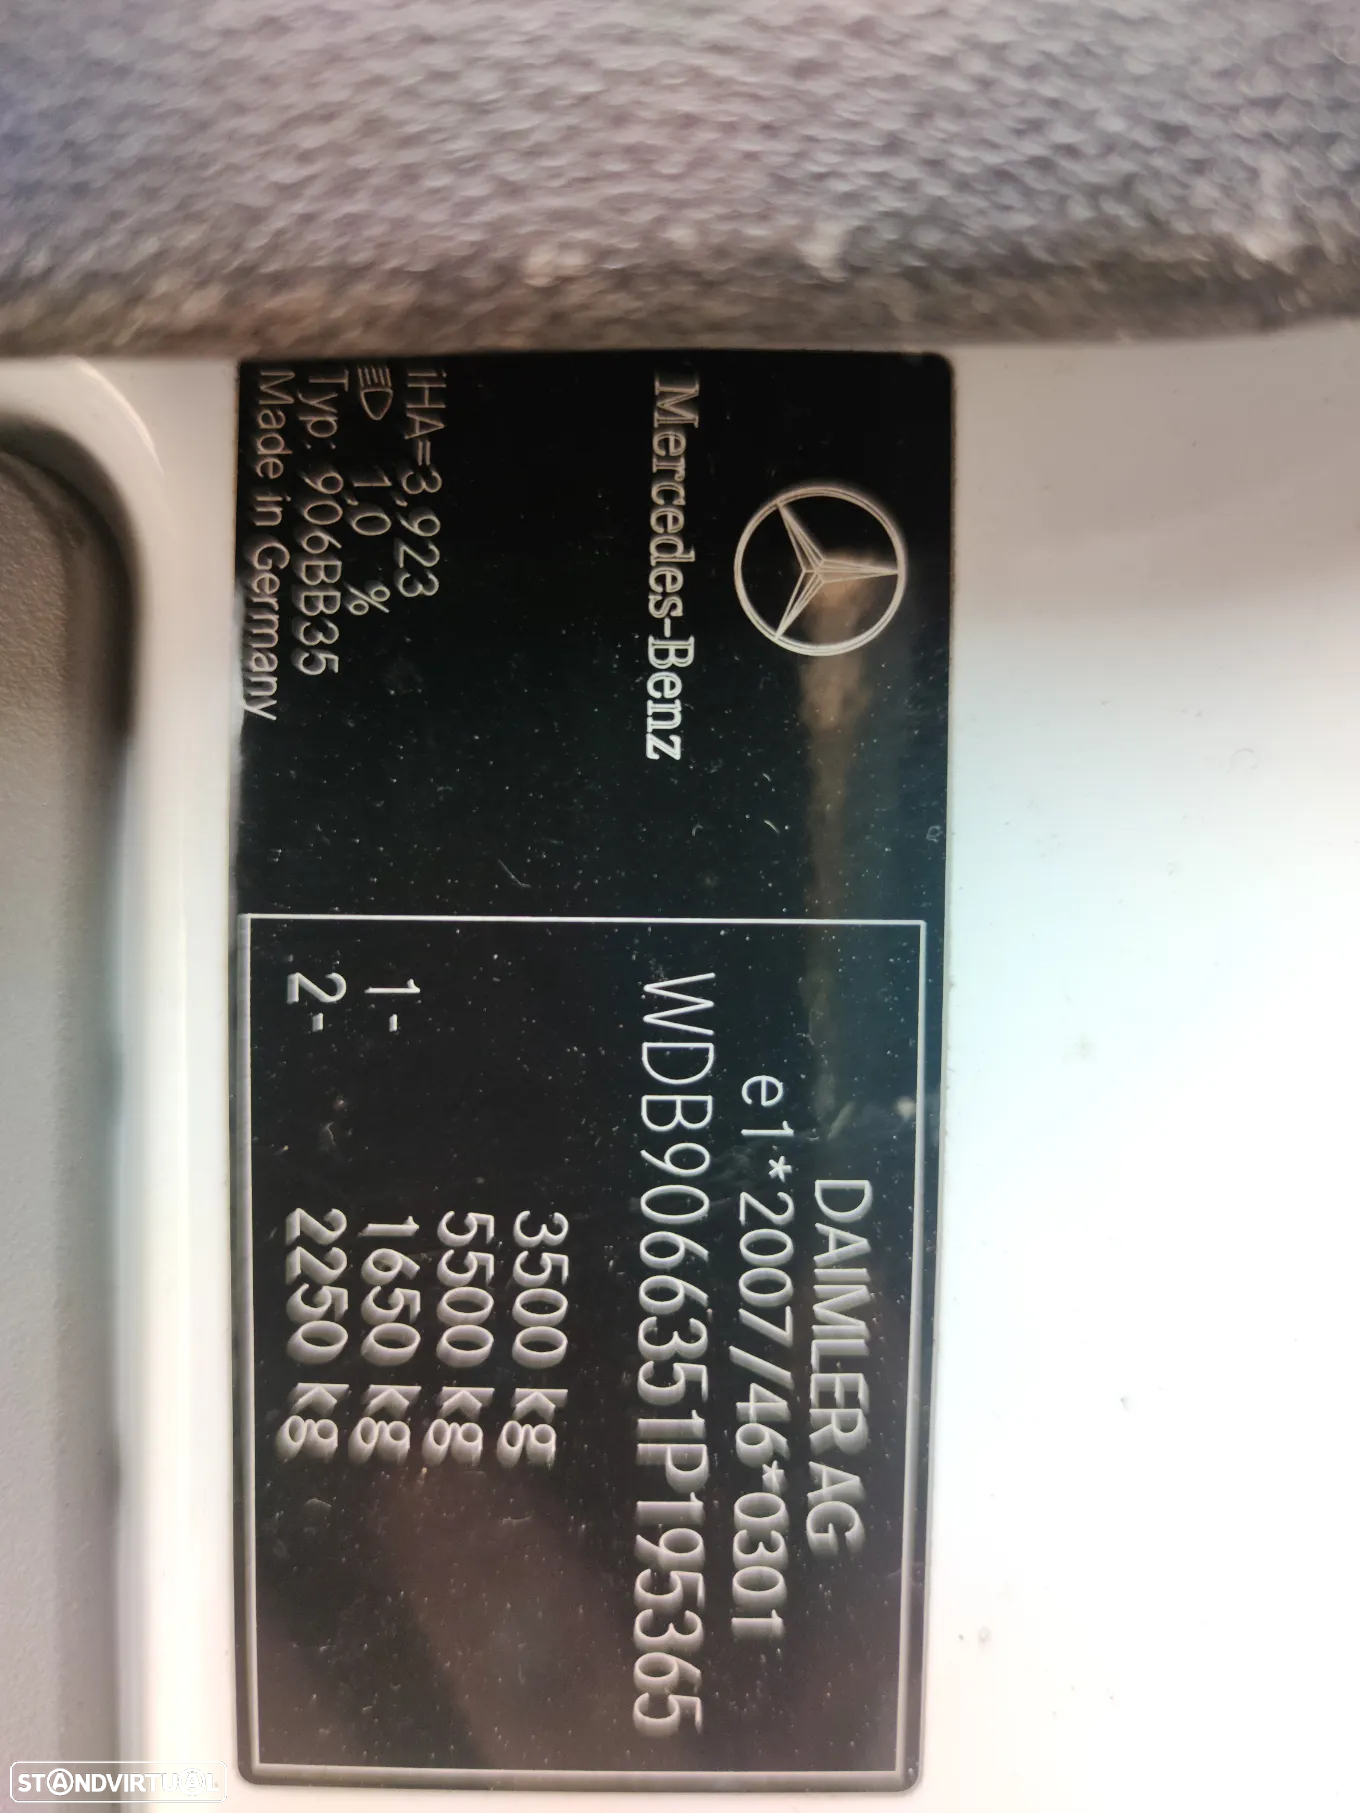 Mercedes-Benz
iHA=3,923
1,0 %
Typ: 906BB35
Made in Germany
DAIMLER AG
e1*2007/46*0301
WDB9066351P195365
3500 kg
5500 kg
1- 1650 kg
2- 2250 kg
STANDVIRTUAL